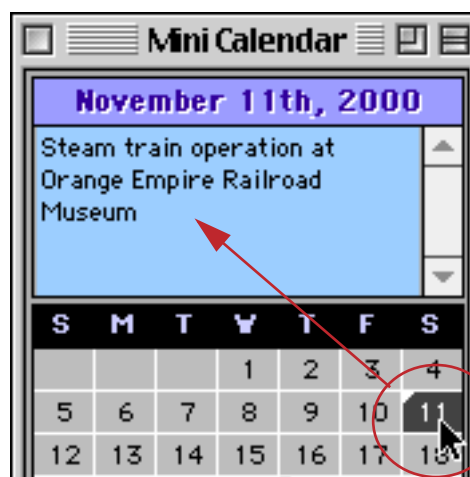 Mini Calendar
November 11th, 2000
Steam train operation at
Orange Empire Railroad
Museum
S M T W T F S
1 2 3 4
5 6 7 8 9 10 11
12 13 14 15 16 17 18